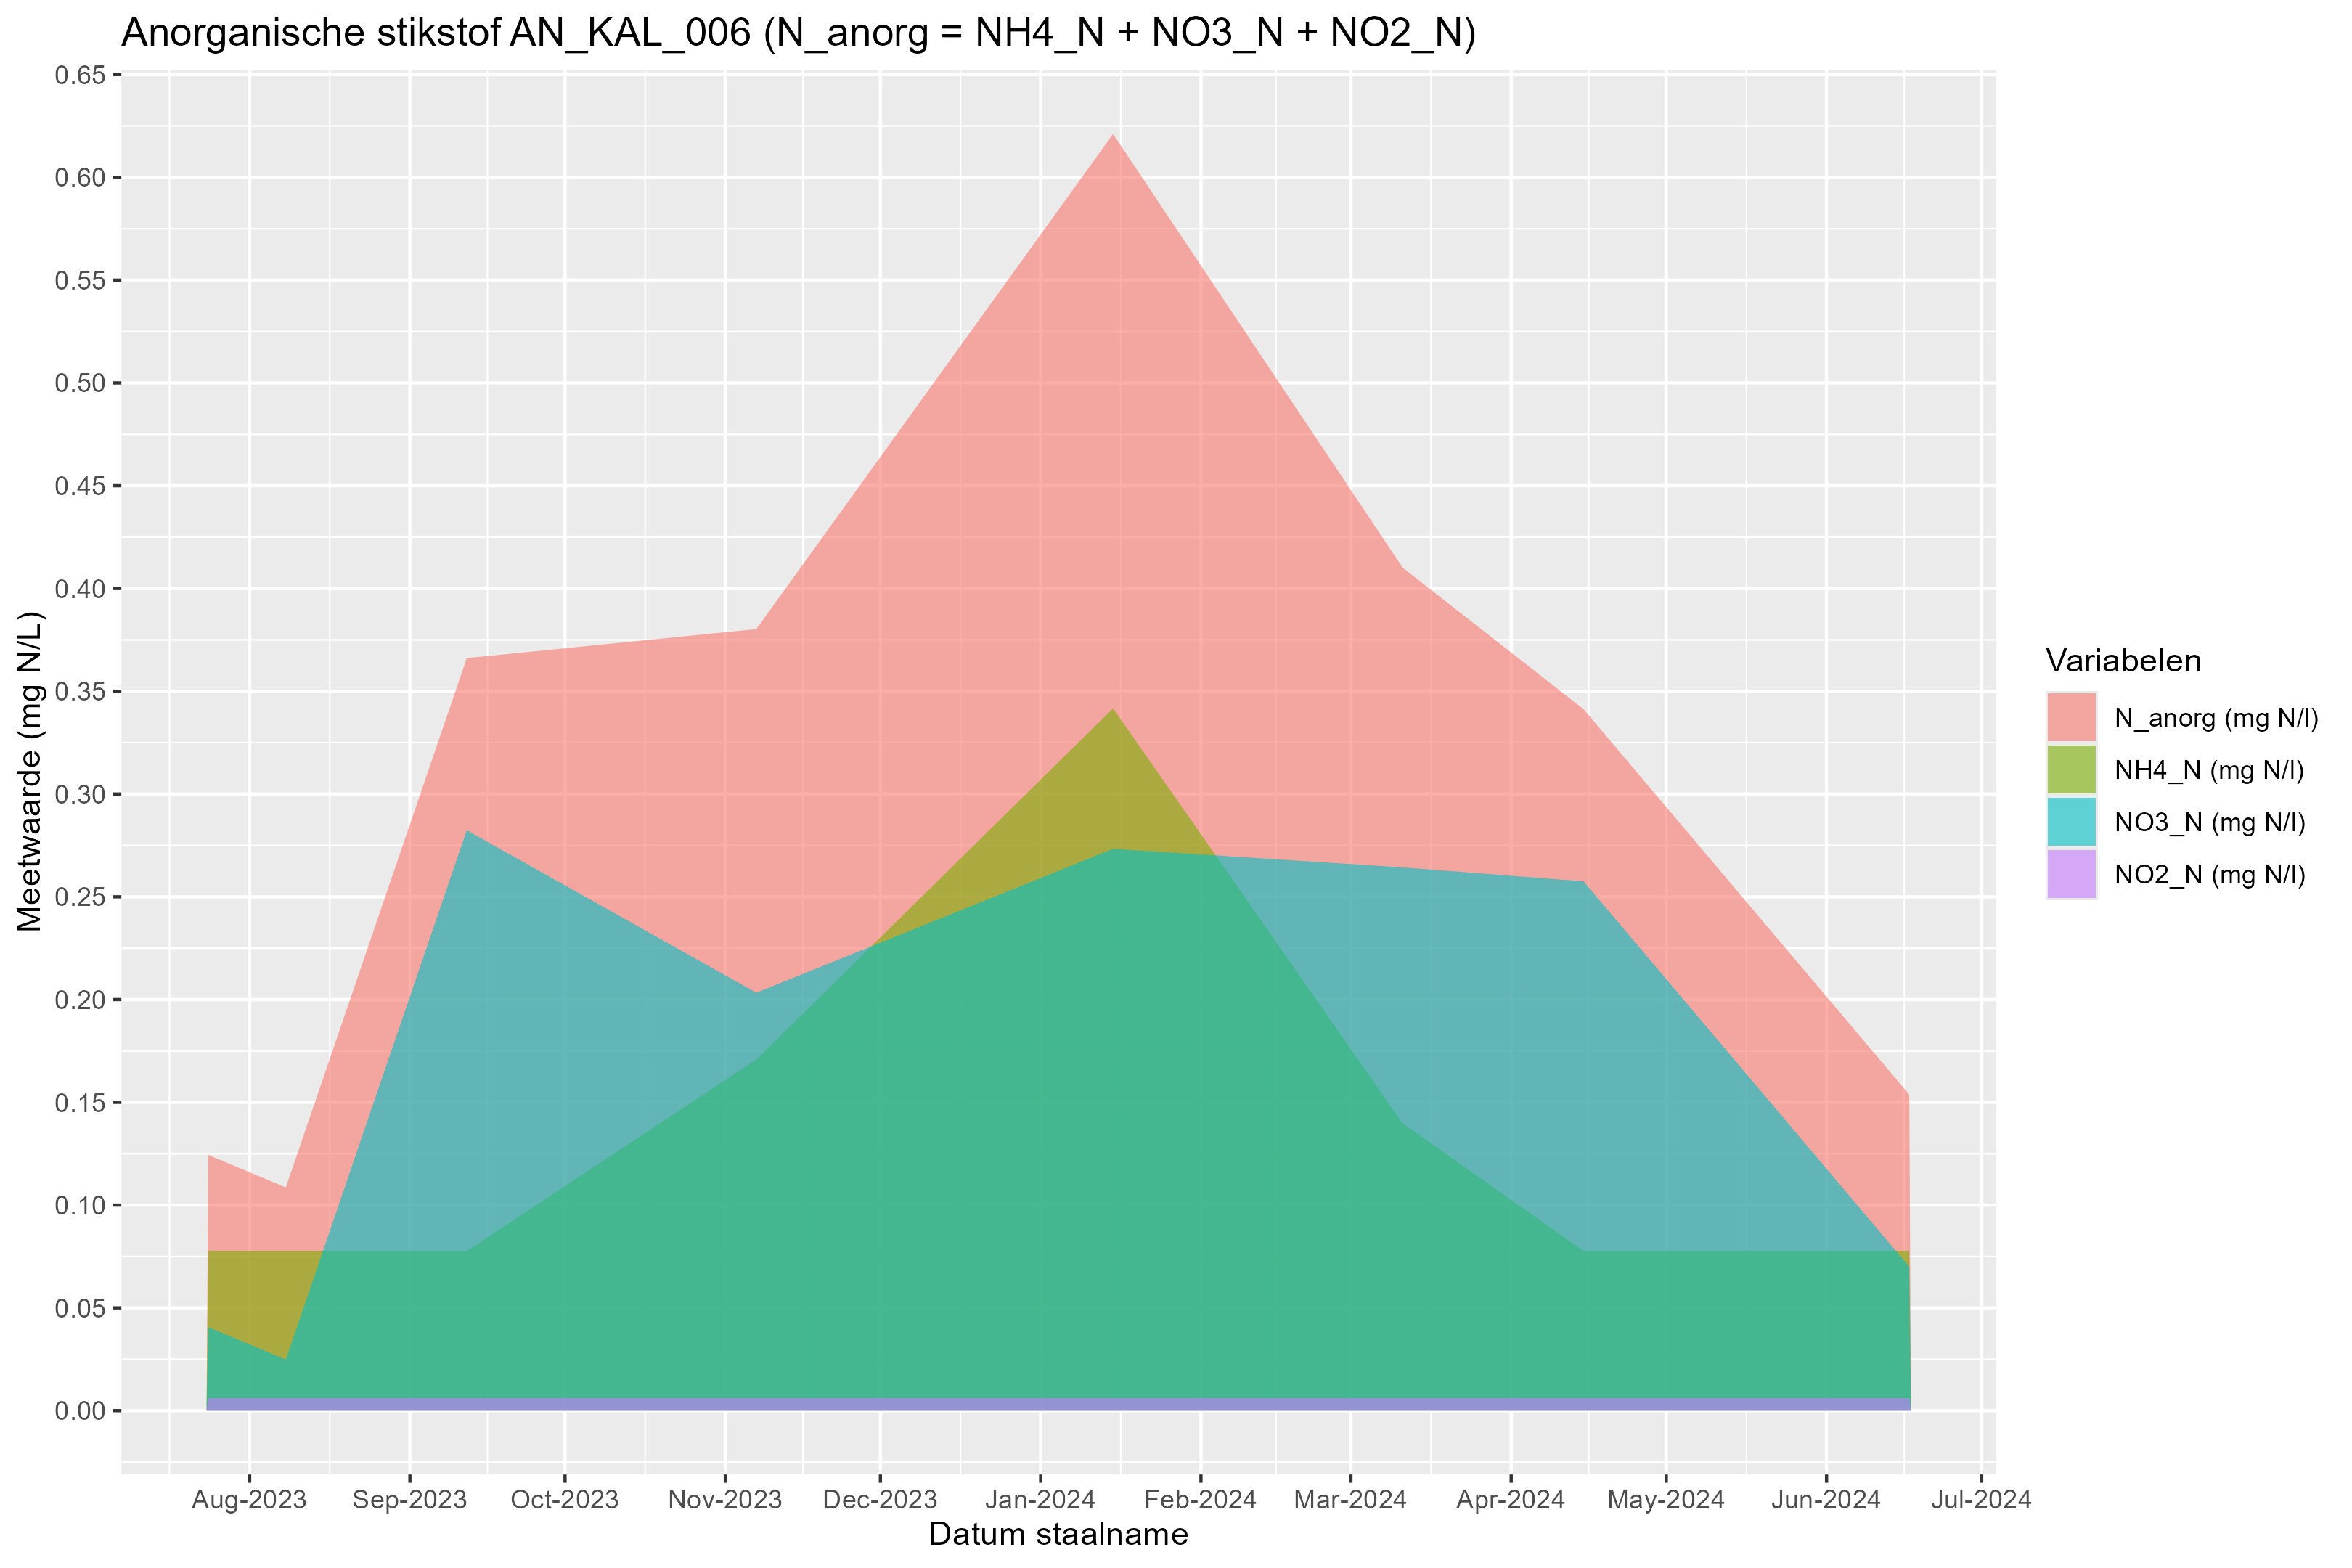 Anorganische stikstof AN_KAL_006 (N_anorg = NH4_N + NO3_N + NO2_N)
0.65
0.60
0.55
0.50
0.45
0.40
0.35
0.30
0.25
0.20
0.15
0.10
0.05
0.00
Meetwaarde (mg N/L)
Aug-2023 Sep-2023 Oct-2023 Nov-2023 Dec-2023 Jan-2024 Feb-2024 Mar-2024 Apr-2024 May-2024 Jun-2024 Jul-2024
Datum staalname
Variabelen
N_anorg (mg N/l)
NH4_N (mg N/l)
NO3_N (mg N/l)
NO2_N (mg N/l)